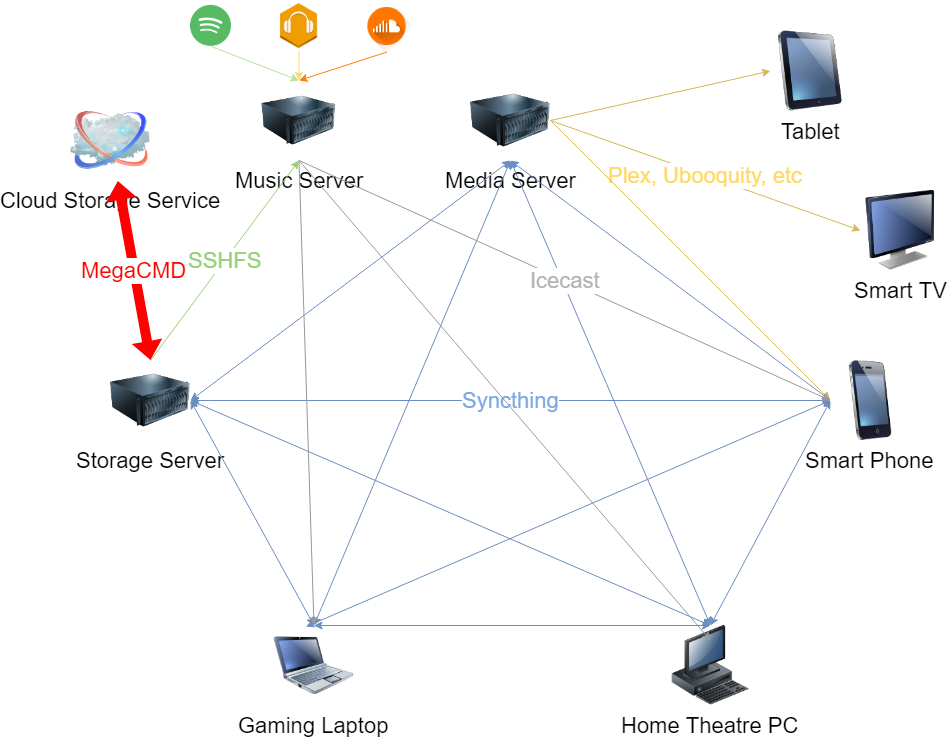 Tablet
Music Server
Media Server
Plex, Ubooquity, etc
Cloud Storage Service
SSHFS
MegaCMD
Icecast
Smart TV
Syncthing
Storage Server
Smart Phone
Gaming Laptop
Home Theatre PC